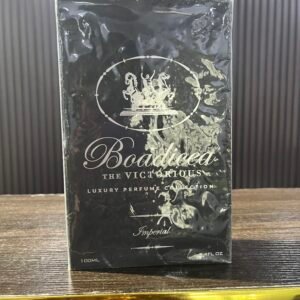 Boadicea
THE VICTORIOUS
LUXURY PERFUME COLLECTION
Imperial
100ML
FL.OZ